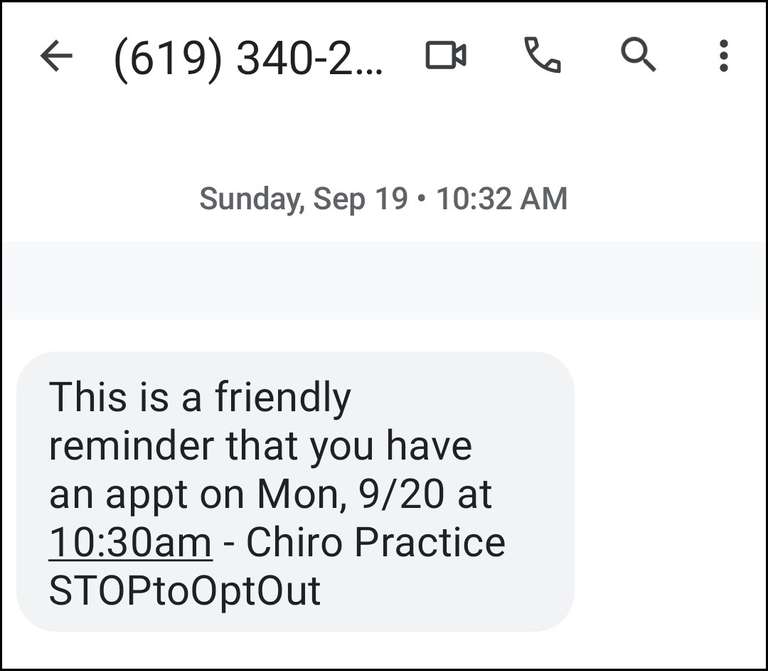 (619) 340-2...
Sunday, Sep 19 • 10:32 AM
This is a friendly
reminder that you have
an appt on Mon, 9/20 at
10:30am - Chiro Practice
STOPtoOptOut